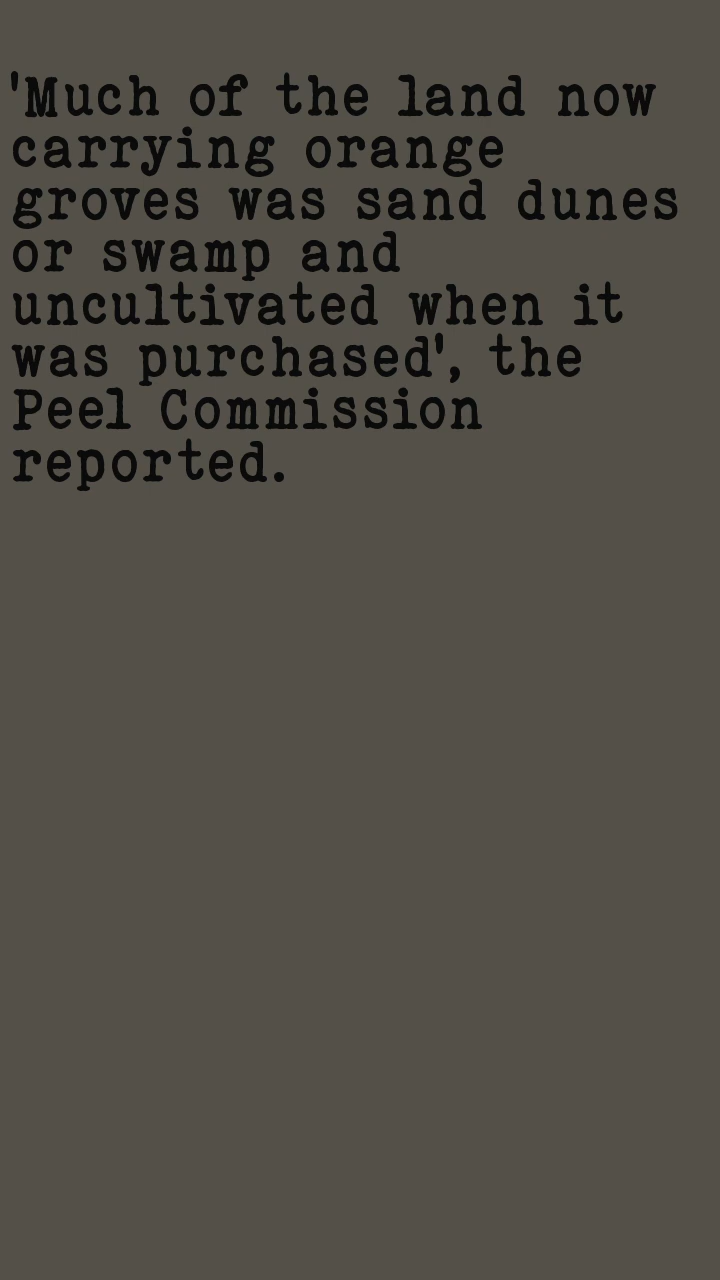 'Much of the land now
carrying orange
groves was sand dunes
or swamp and
uncultivated when it
was purchased', the
Peel Commission
reported.